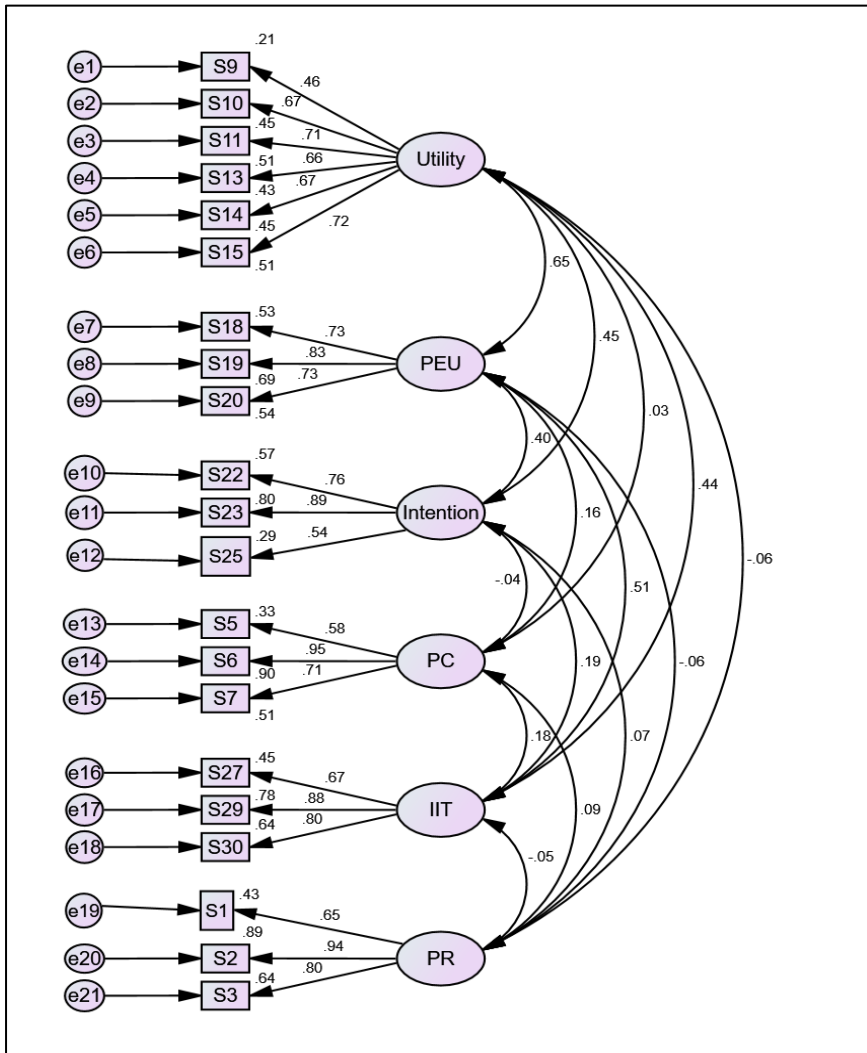 .21
e1 S9 .46
e2 S10 .67
.45
e3 S11 .71 Utility
.51 .66
e4 S13 .67
.43
e5 S14
.45 .72
e6 S15
.51
.65
.53
e7 S18 .73
.45
e8 S19 .83 PEU
.69 .73
e9 S20
.54 .03
.40
.57
e10 S22 .76
.44
.80 .89
e11 S23 Intention .16
.29 .54
e12 S25
-.04 -.06
.51
.33
e13 S5 .58
.19
.95
e14 S6 PC -.06
.90 .71
e15 S7
.51
.18 .07
.45
e16 S27 .67
.78 .88
e17 S29 IIT .09
.64 .80
e18 S30
-.05
.43
e19 S1 .65
.89
.94
e20 S2 PR
.64 .80
e21 S3